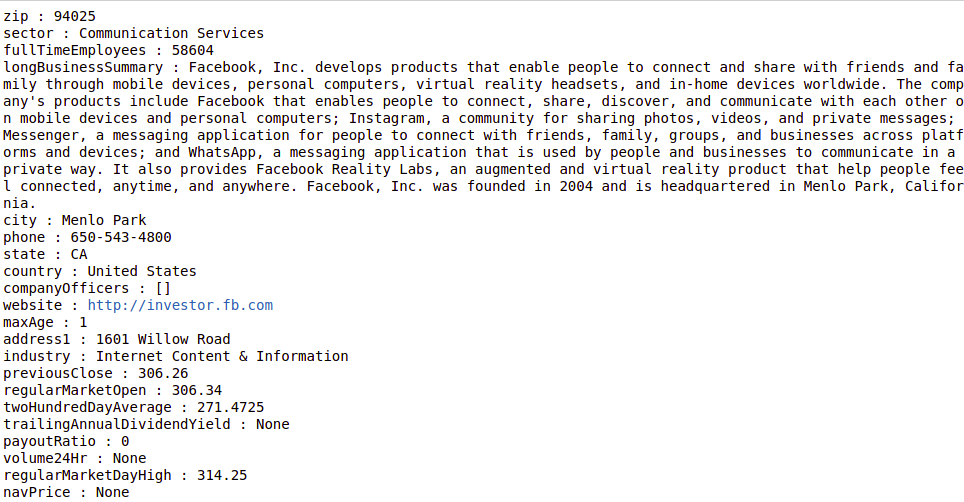 zip : 94025
sector : Communication Services
fullTimeEmployees : 58604
longBusinessSummary : Facebook, Inc. develops products that enable people to connect and share with friends and fa
mily through mobile devices, personal computers, virtual reality headsets, and in-home devices worldwide. The comp
any's products include Facebook that enables people to connect, share, discover, and communicate with each other o
n mobile devices and personal computers; Instagram, a community for sharing photos, videos, and private messages;
Messenger, a messaging application for people to connect with friends, family, groups, and businesses across platf
orms and devices; and WhatsApp, a messaging application that is used by people and businesses to communicate in a
private way. It also provides Facebook Reality Labs, an augmented and virtual reality product that help people fee
l connected, anytime, and anywhere. Facebook, Inc. was founded in 2004 and is headquartered in Menlo Park, Califor
nia.
city : Menlo Park
phone : 650-543-4800
state : CA
country : United States
companyOfficers : []
website : http://investor.fb.com
maxAge : 1
address1 : 1601 Willow Road
industry : Internet Content & Information
previousClose : 306.26
regularMarketOpen : 306.34
twoHundredDayAverage : 271.4725
trailingAnnualDividendYield : None
payoutRatio : 0
volume24Hr : None
regularMarketDayHigh : 314.25
navPrice : None